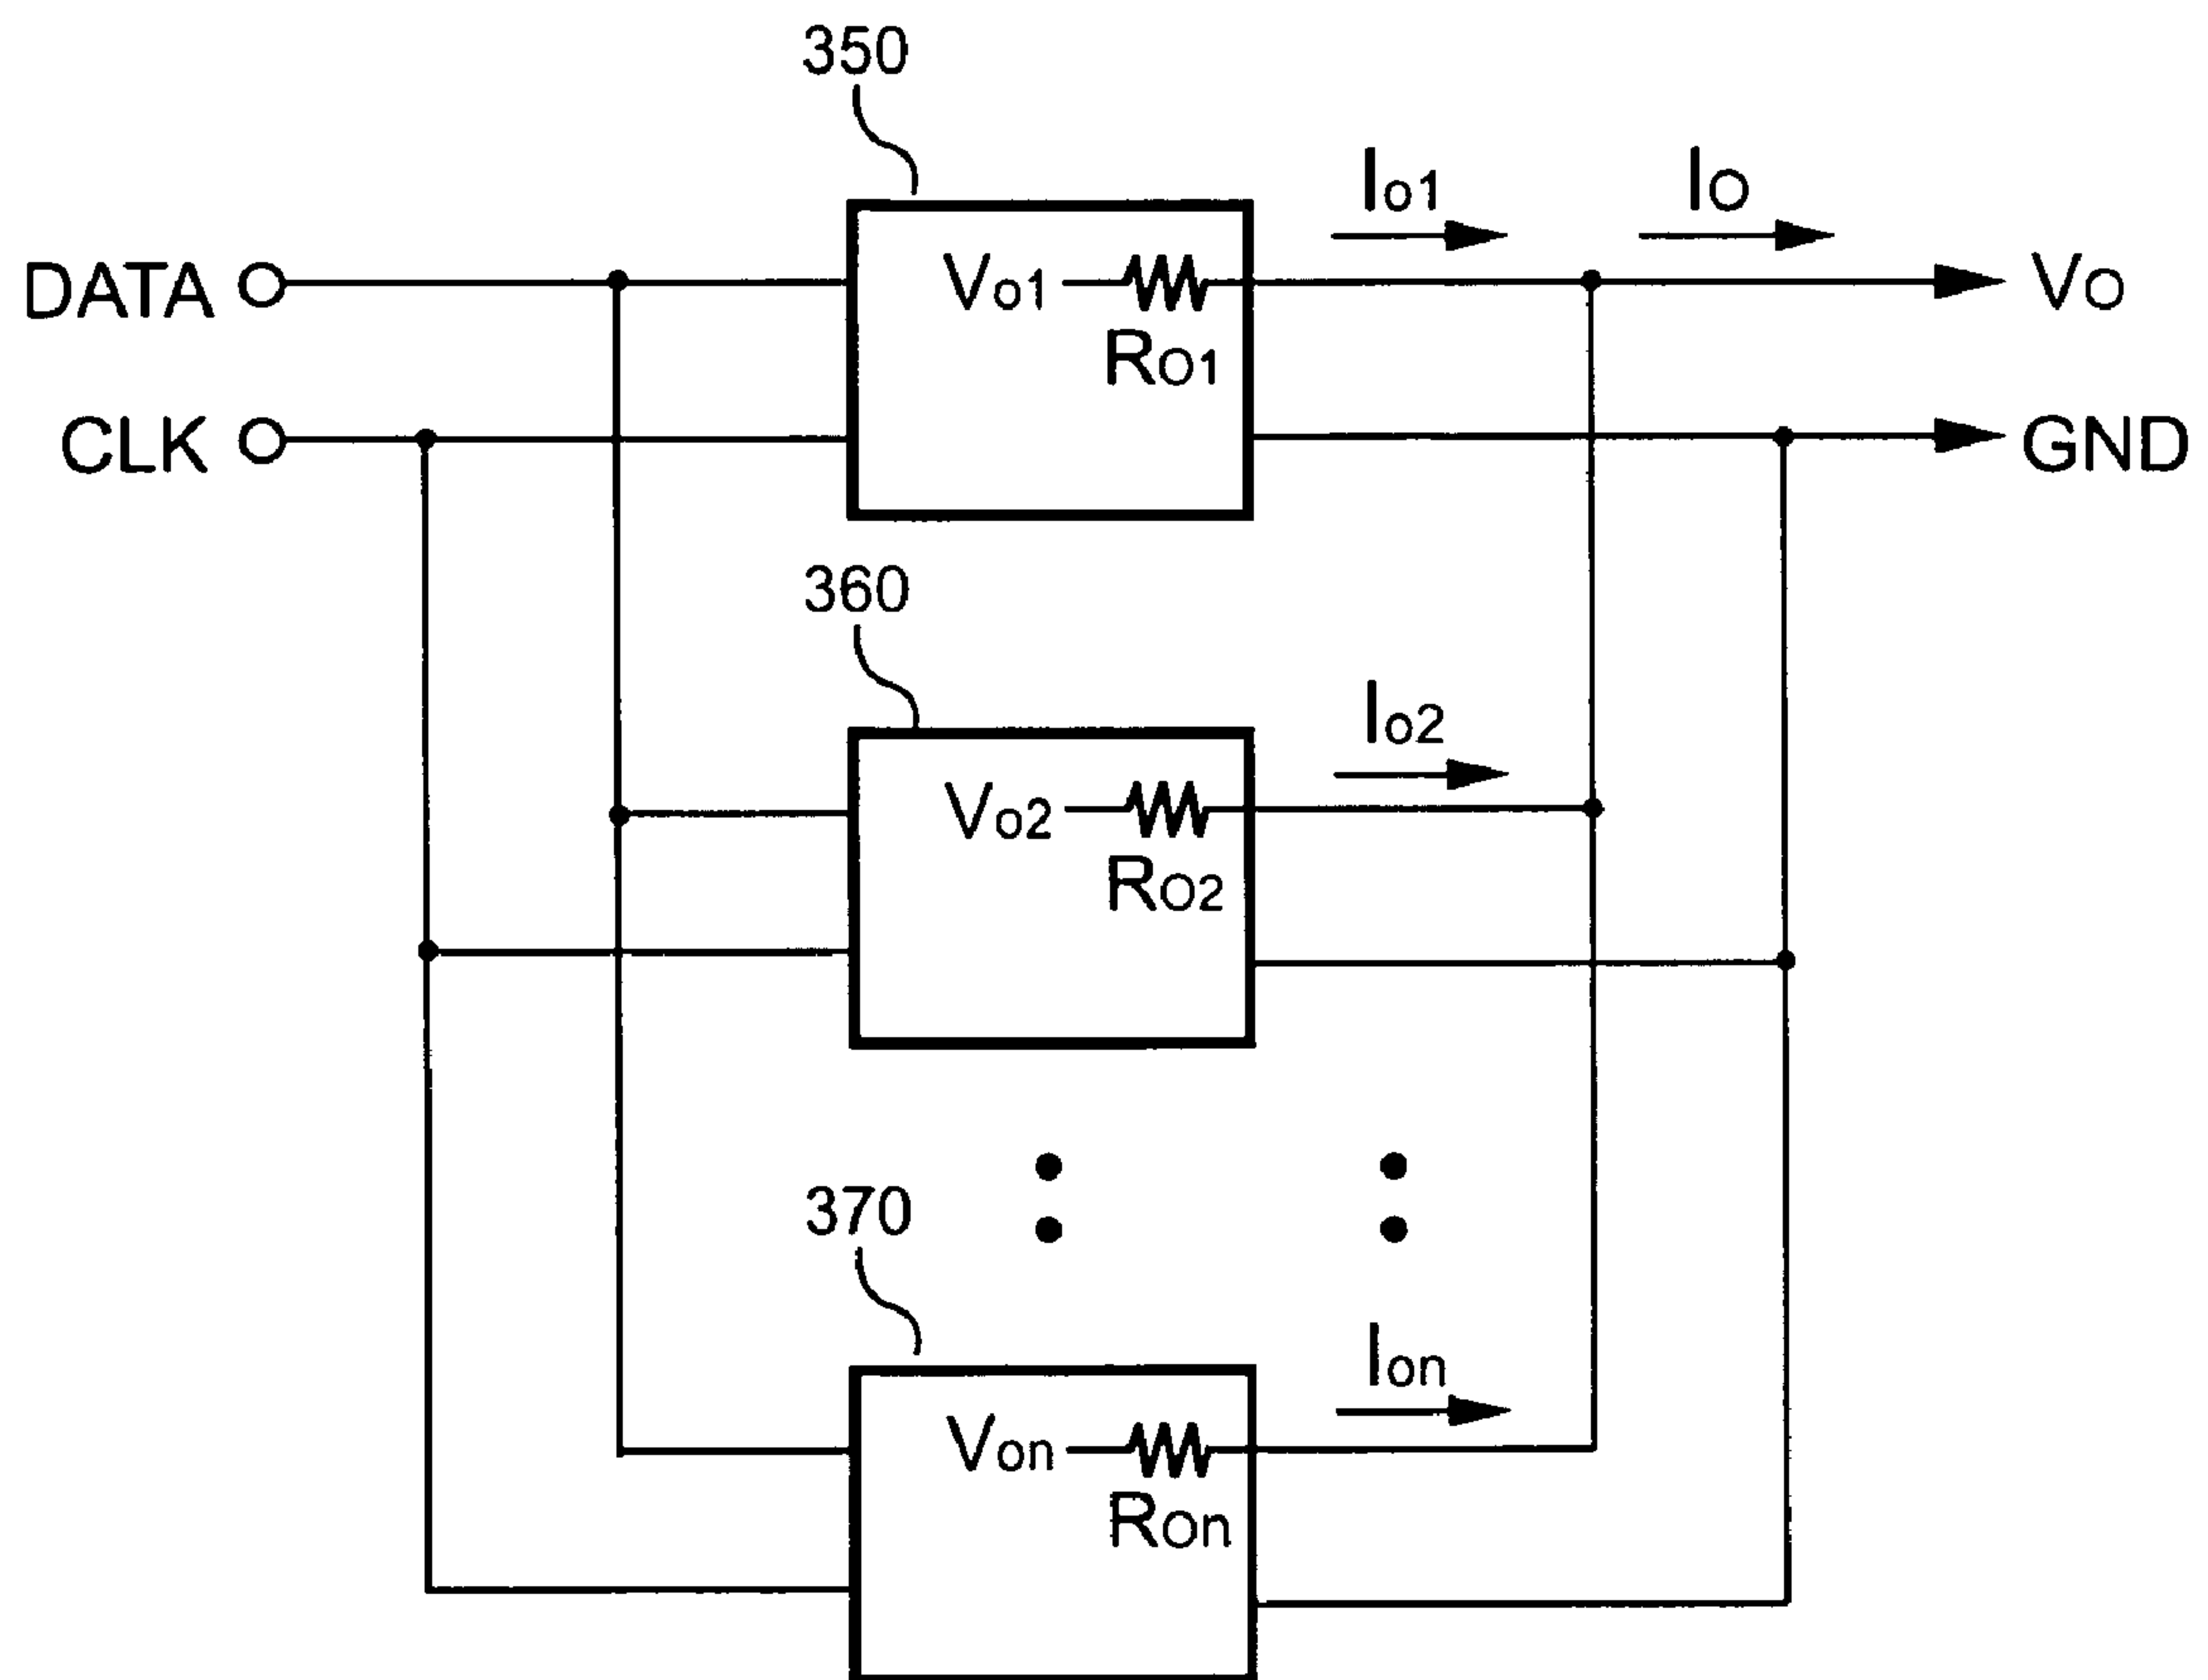 350
Io1
IO
DATA
Vo1
RO1
VO
CLK
GND
360
Io2
Vo2
RO2
370
Ion
Von
ROn